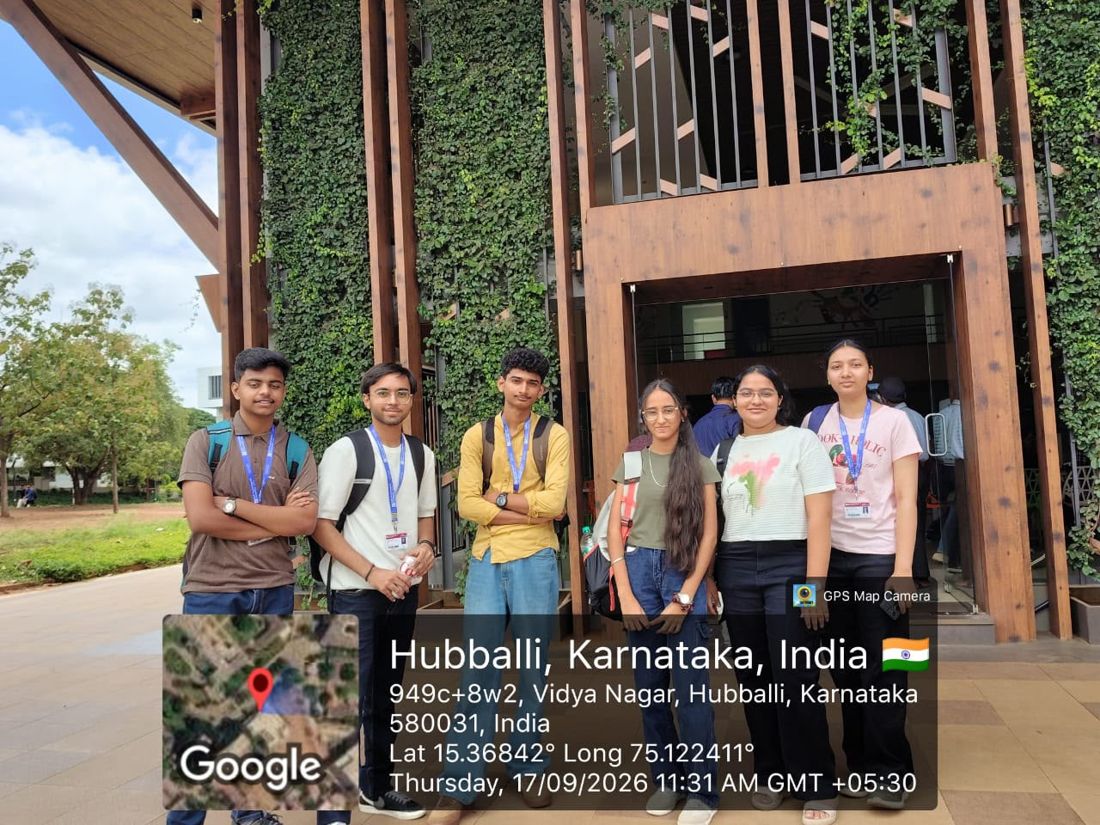 GPS Map Camera
Hubballi, Karnataka, India
949c+8w2, Vidya Nagar, Hubballi, Karnataka
580031, India
Lat 15.36842° Long 75.122411°
Thursday, 17/09/2026 11:31 AM GMT +05:30
Google